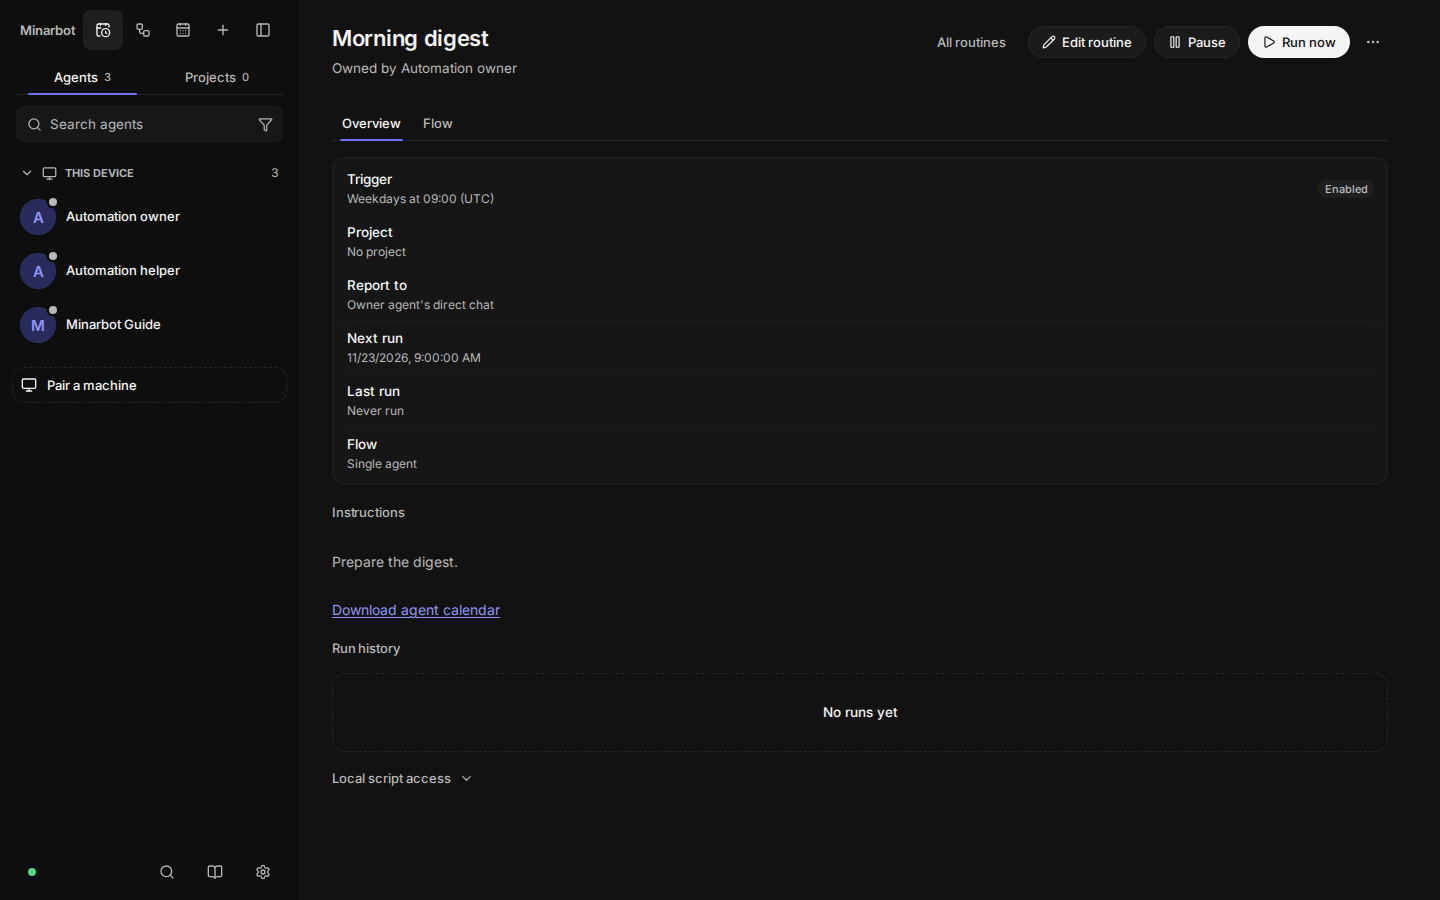 Minarbot
Agents 3
Projects 0
Search agents
THIS DEVICE 3
A Automation owner
A Automation helper
M Minarbot Guide
Pair a machine
Morning digest
Owned by Automation owner
All routines
Edit routine
Pause
Run now
Overview
Flow
Trigger
Weekdays at 09:00 (UTC)
Enabled
Project
No project
Report to
Owner agent's direct chat
Next run
11/23/2026, 9:00:00 AM
Last run
Never run
Flow
Single agent
Instructions
Prepare the digest.
Download agent calendar
Run history
No runs yet
Local script access